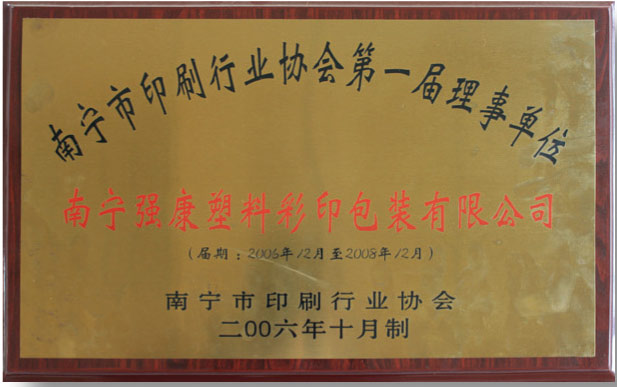 南宁市印刷行业协会第一届理事单位
南宁强康塑料彩印包装有限公司
(届期：2006年12月至2008年12月)
南宁市印刷行业协会
二00六年十月制